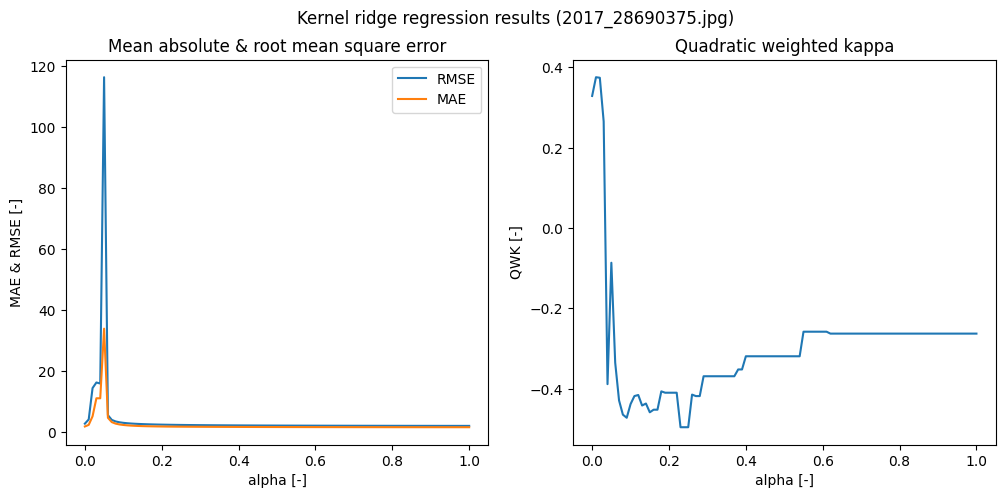 Kernel ridge regression results (2017_28690375.jpg)
Mean absolute & root mean square error
120
100
80
60
40
20
0
MAE & RMSE [-]
RMSE
MAE
0.0 0.2 0.4 0.6 0.8 1.0
alpha [-]
Quadratic weighted kappa
0.4
0.2
0.0
−0.2
−0.4
QWK [-]
0.0 0.2 0.4 0.6 0.8 1.0
alpha [-]